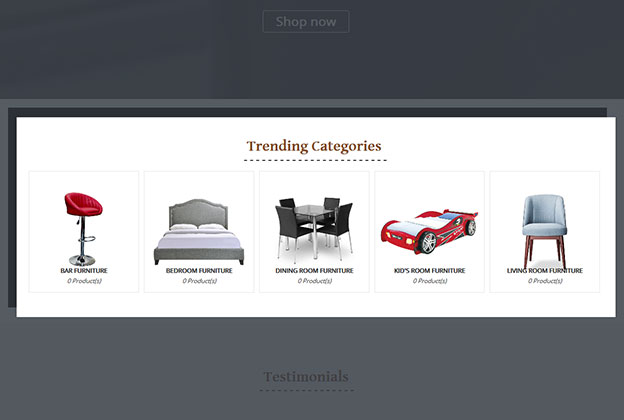 Shop now
Trending Categories
BAR FURNITURE
0 Product(s)
BEDROOM FURNITURE
0 Product(s)
DINING ROOM FURNITURE
0 Product(s)
KID'S ROOM FURNITURE
0 Product(s)
LIVING ROOM FURNITURE
0 Product(s)
Testimonials